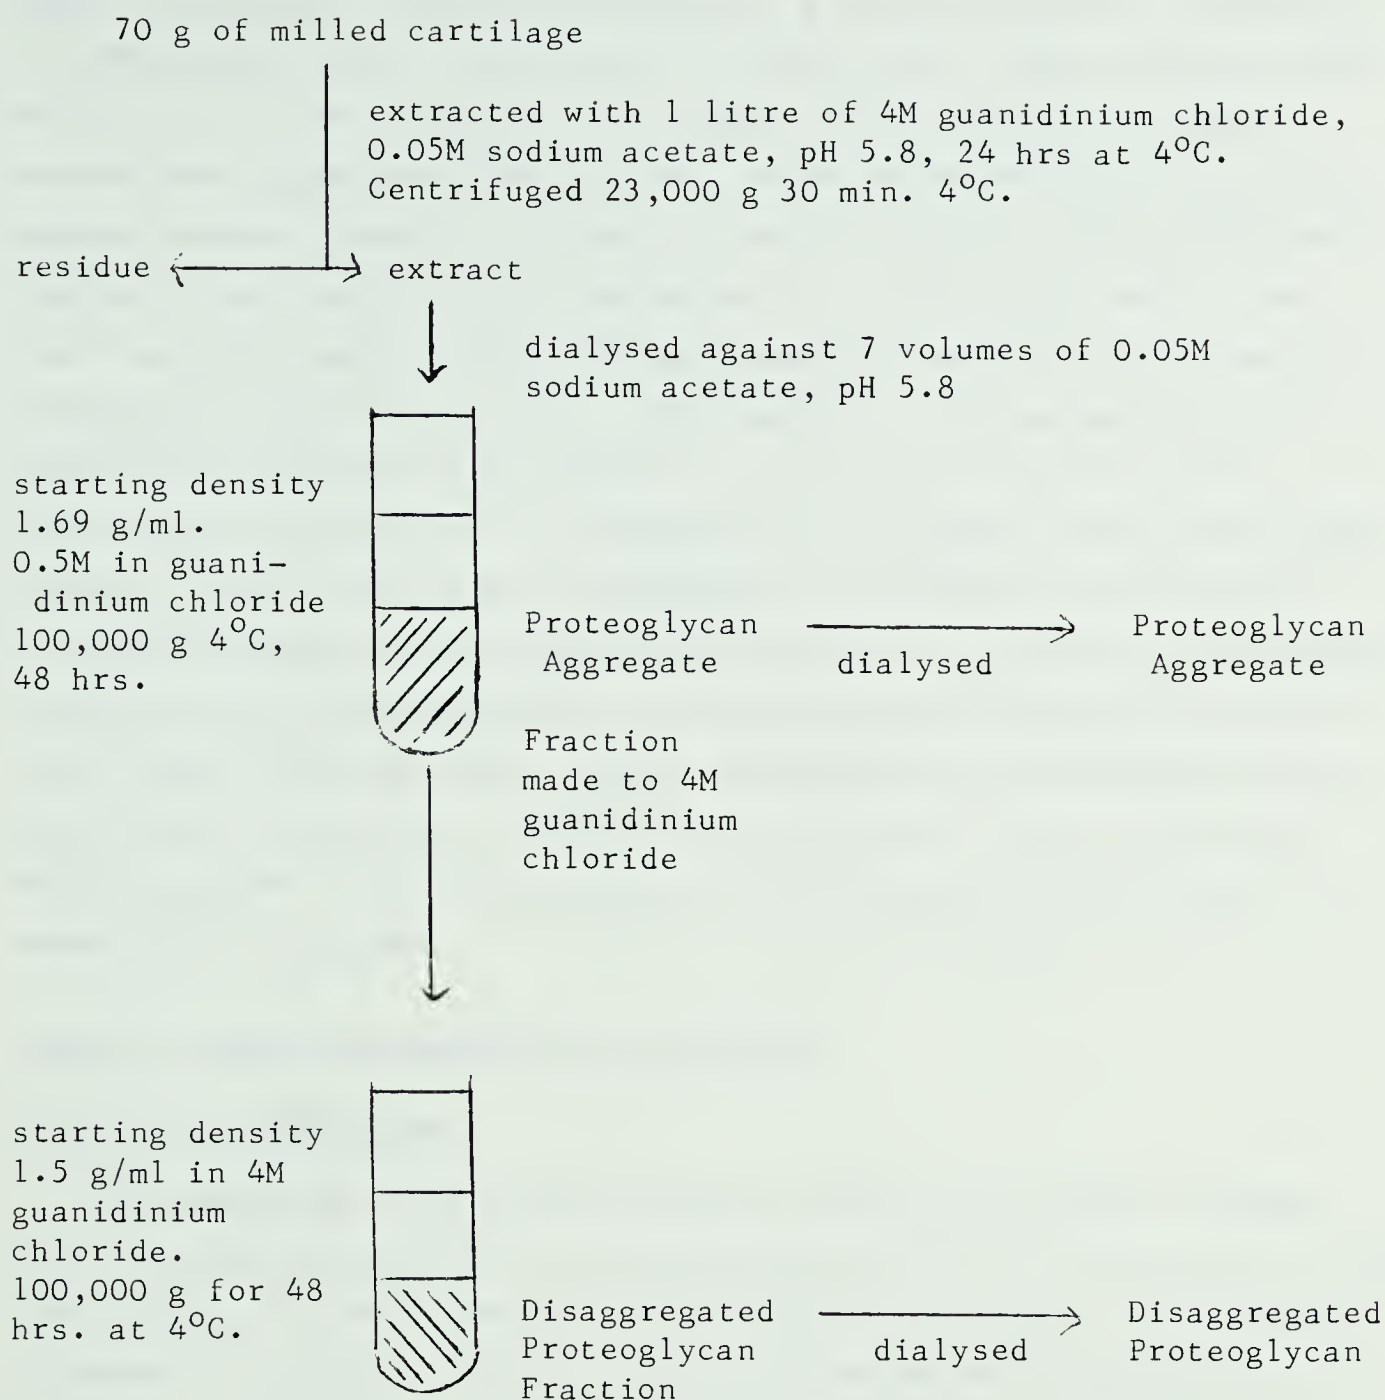 70 g of milled cartilage
extracted with 1 litre of 4M guanidinium chloride,
0.05M sodium acetate, pH 5.8, 24 hrs at 4°C.
Centrifuged 23,000 g 30 min. 4°C.
residue
extract
dialysed against 7 volumes of 0.05M
sodium acetate, pH 5.8
starting density
1.69 g/ml.
0.5M in guani-
dinium chloride
100,000 g 4°C,
48 hrs.
Proteoglycan
Aggregate
dialysed
Proteoglycan
Aggregate
Fraction
made to 4M
guanidinium
chloride
starting density
1.5 g/ml in 4M
guanidinium
chloride.
100,000 g for 48
hrs. at 4°C.
Disaggregated
Proteoglycan
Fraction
dialysed
Disaggregated
Proteoglycan